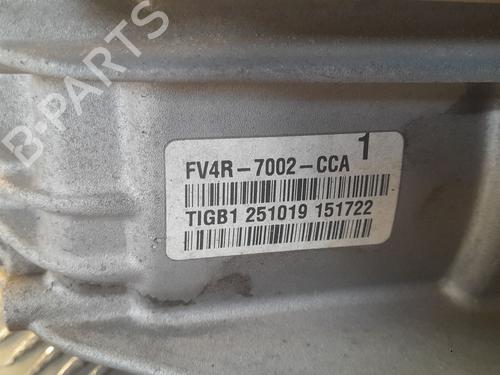 B-PARTS
1
FV4R-7002-CCA
TIGB1 251019 151722